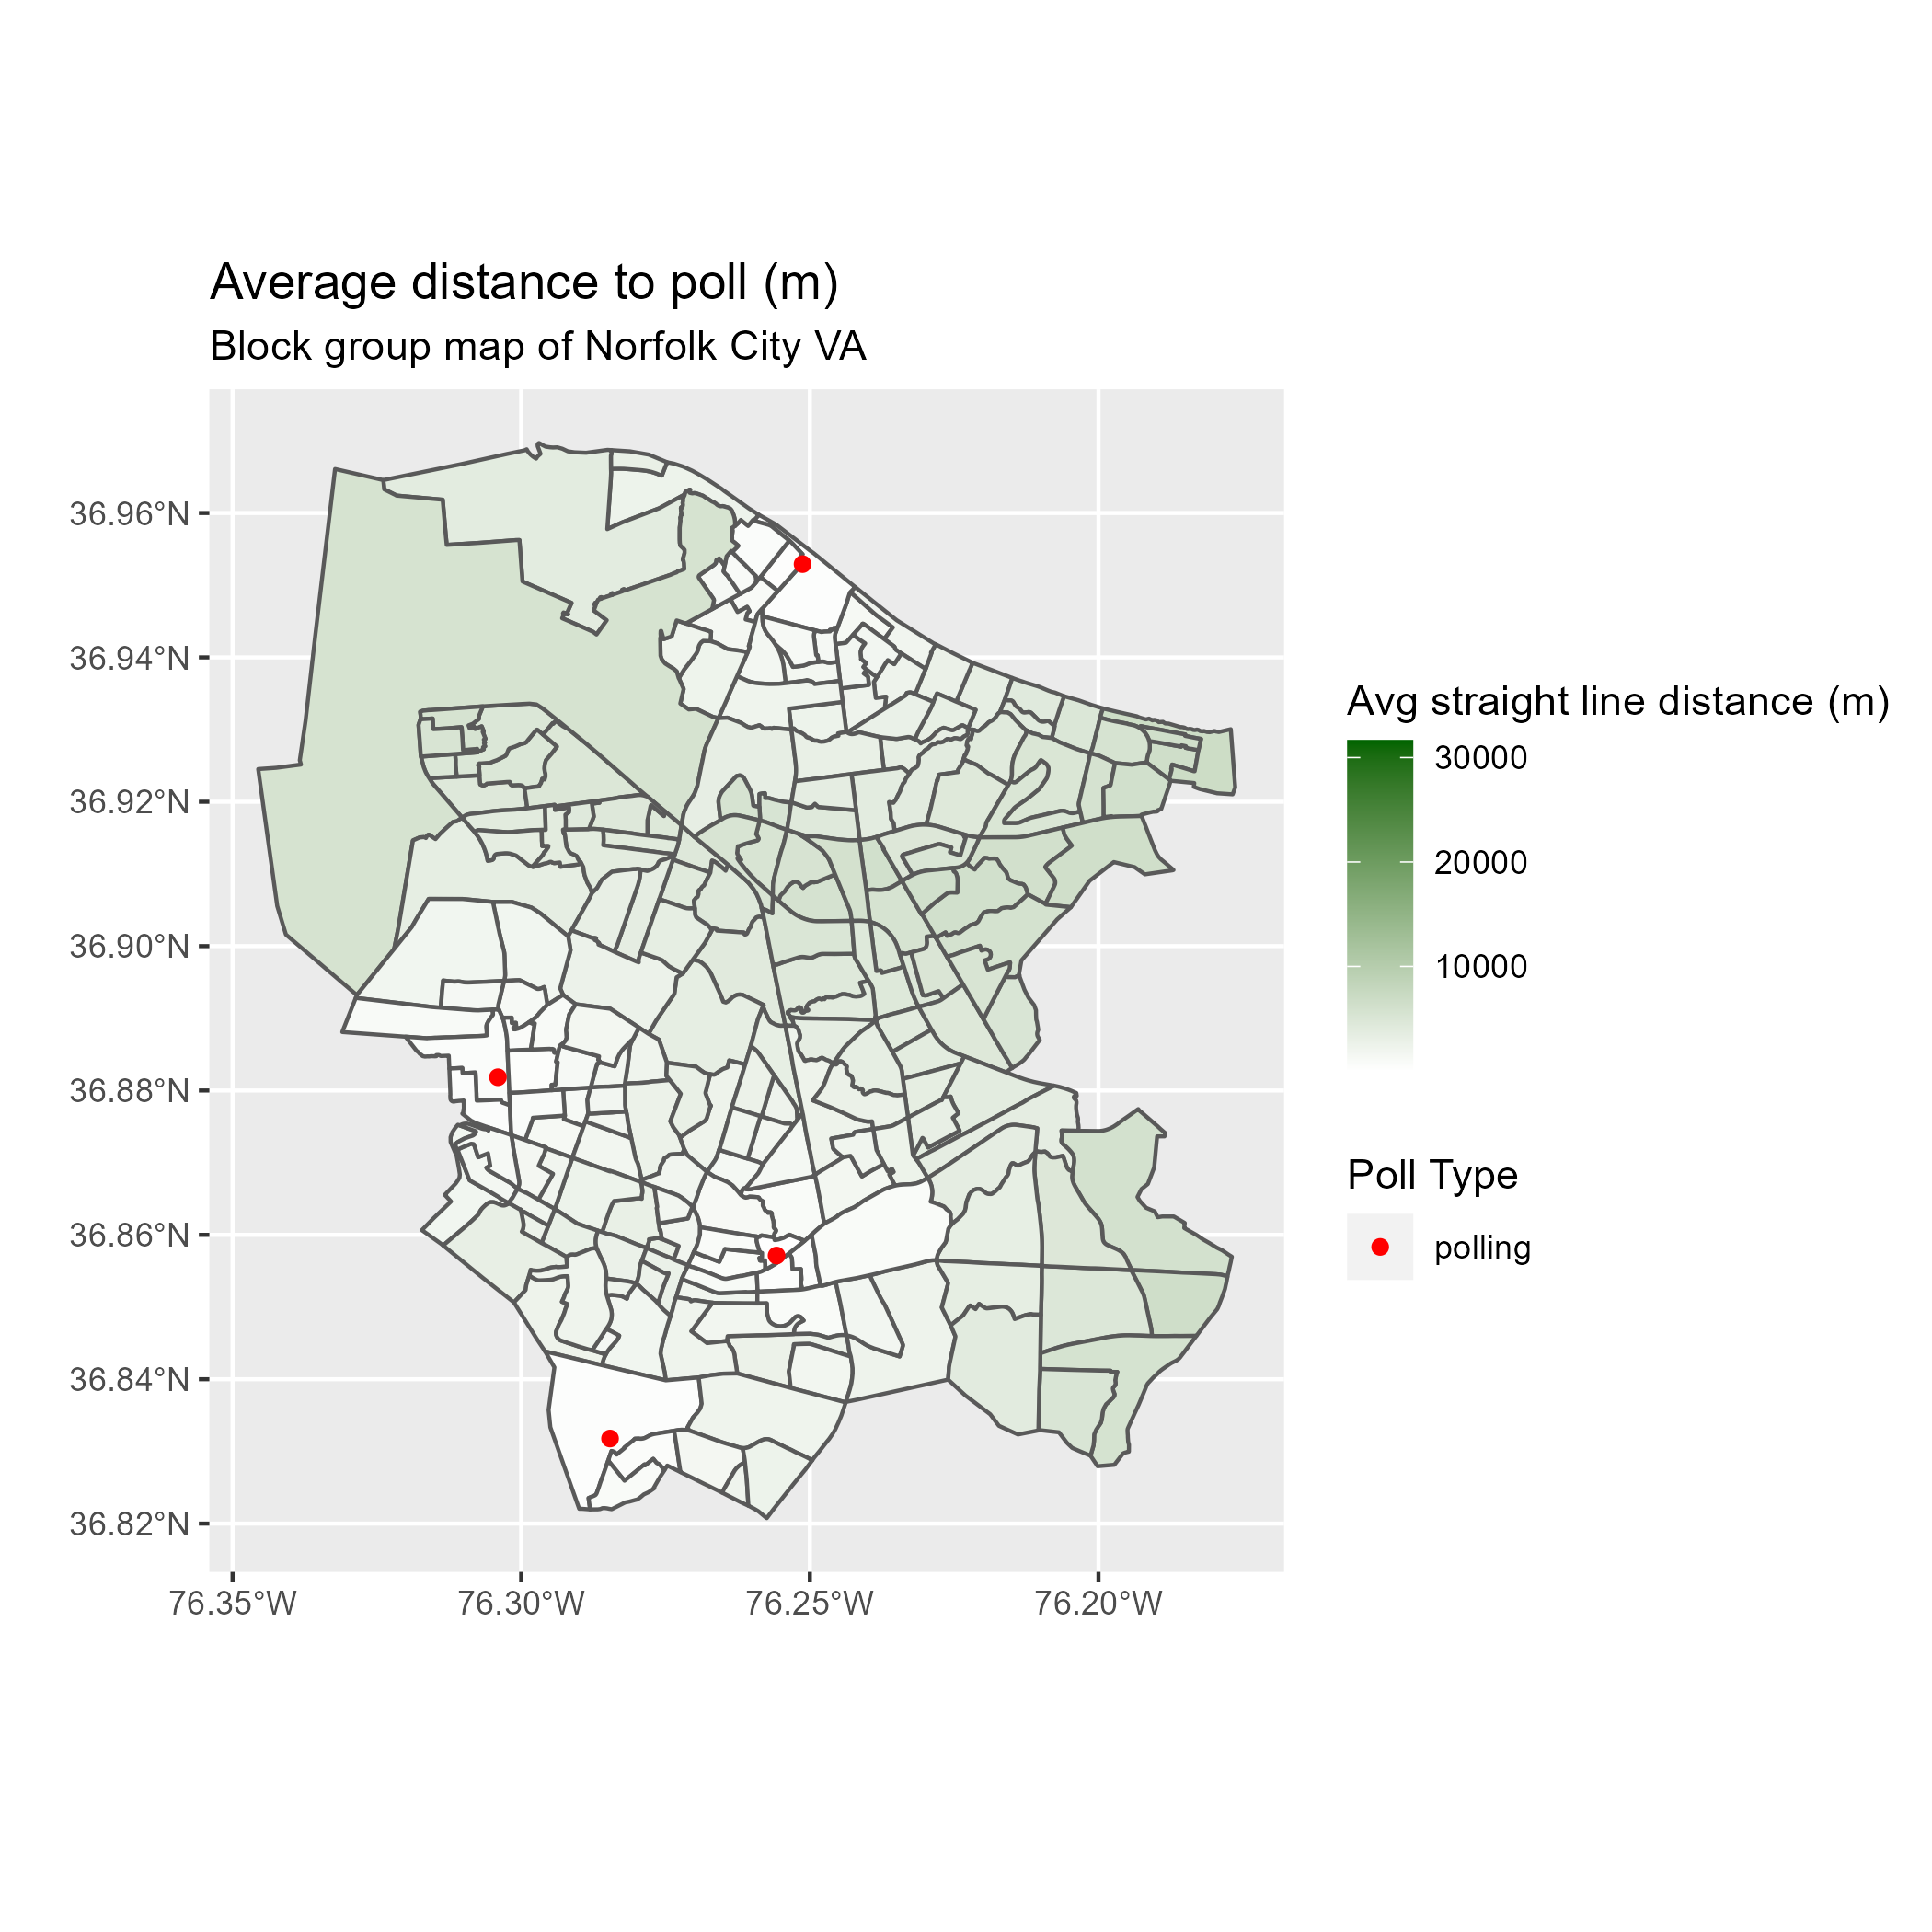 Average distance to poll (m)
Block group map of Norfolk City VA
36.96°N
36.94°N
36.92°N
36.90°N
36.88°N
36.86°N
36.84°N
36.82°N
76.35°W
76.30°W
76.25°W
76.20°W
Avg straight line distance (m)
30000
20000
10000
Poll Type
polling